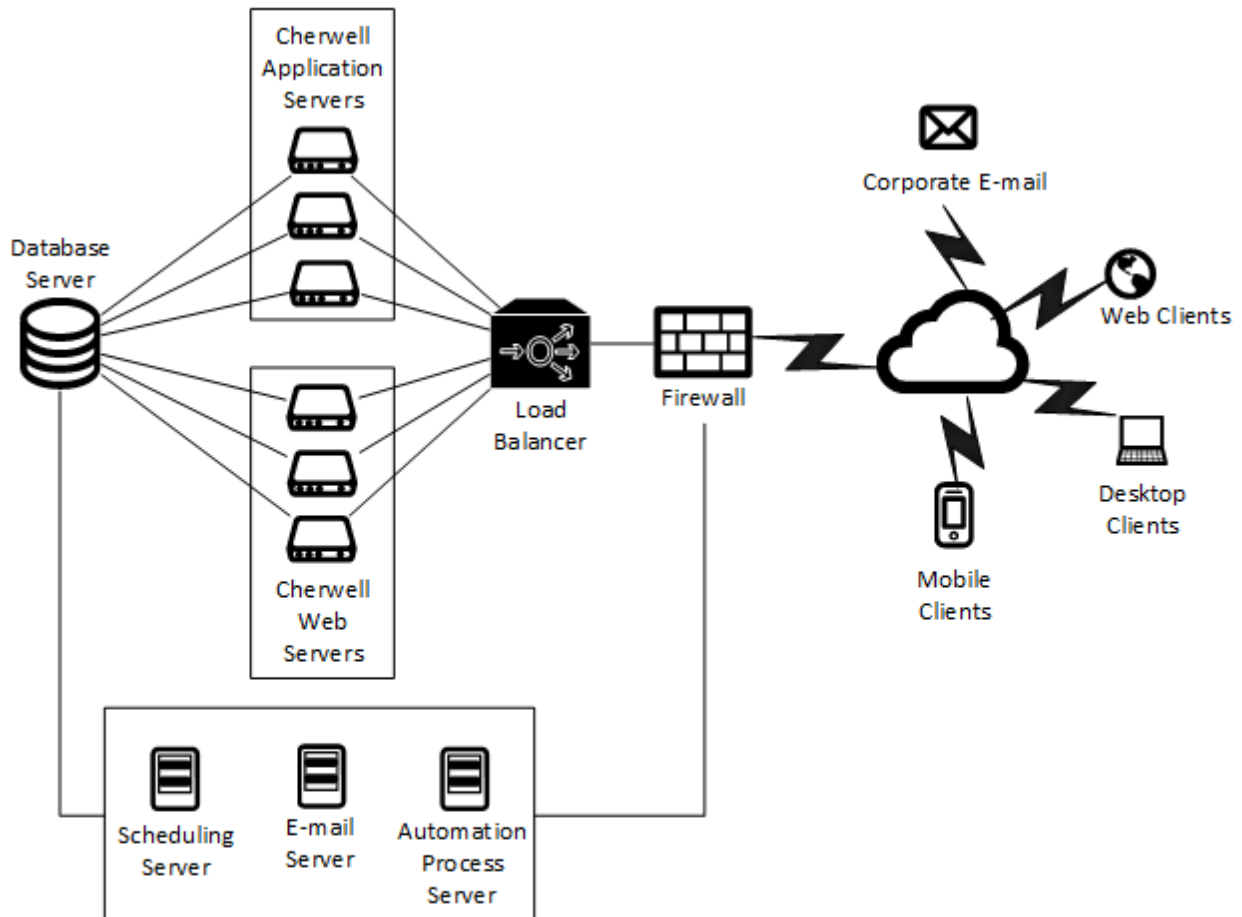 Cherwell
Application
Servers
Corporate E-mail
Database
Server
Web Clients
Load
Balancer
Firewall
Desktop
Clients
Mobile
Clients
Cherwell
Web
Servers
Scheduling
Server
E-mail
Server
Automation
Process
Server